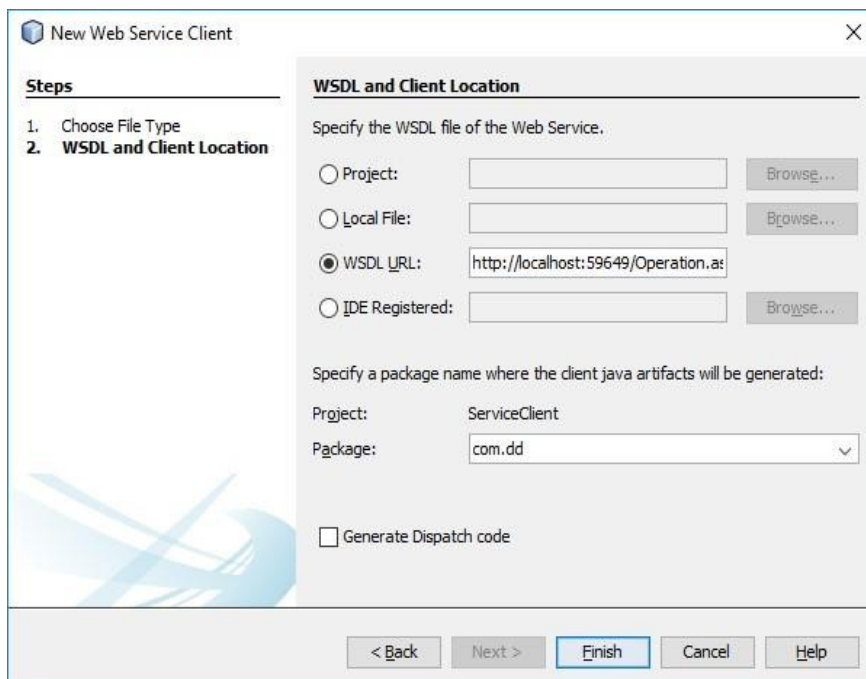 New Web Service Client
Steps
1. Choose File Type
2. WSDL and Client Location
WSDL and Client Location
Specify the WSDL file of the Web Service.
Project: Browse...
Local File: Browse...
WSDL URL: http://localhost:59649/Operation.as
IDE Registered: Browse...
Specify a package name where the client java artifacts will be generated:
Project: ServiceClient
Package: com.dd
Generate Dispatch code
< Back Next > Finish Cancel Help